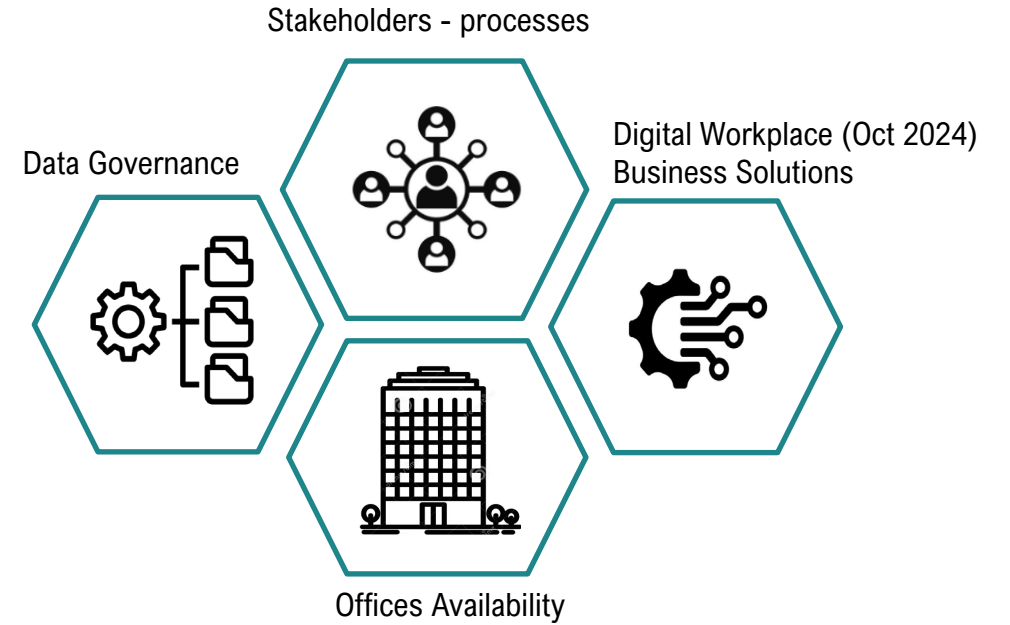 Stakeholders - processes
Digital Workplace (Oct 2024)
Business Solutions
Data Governance
Offices Availability